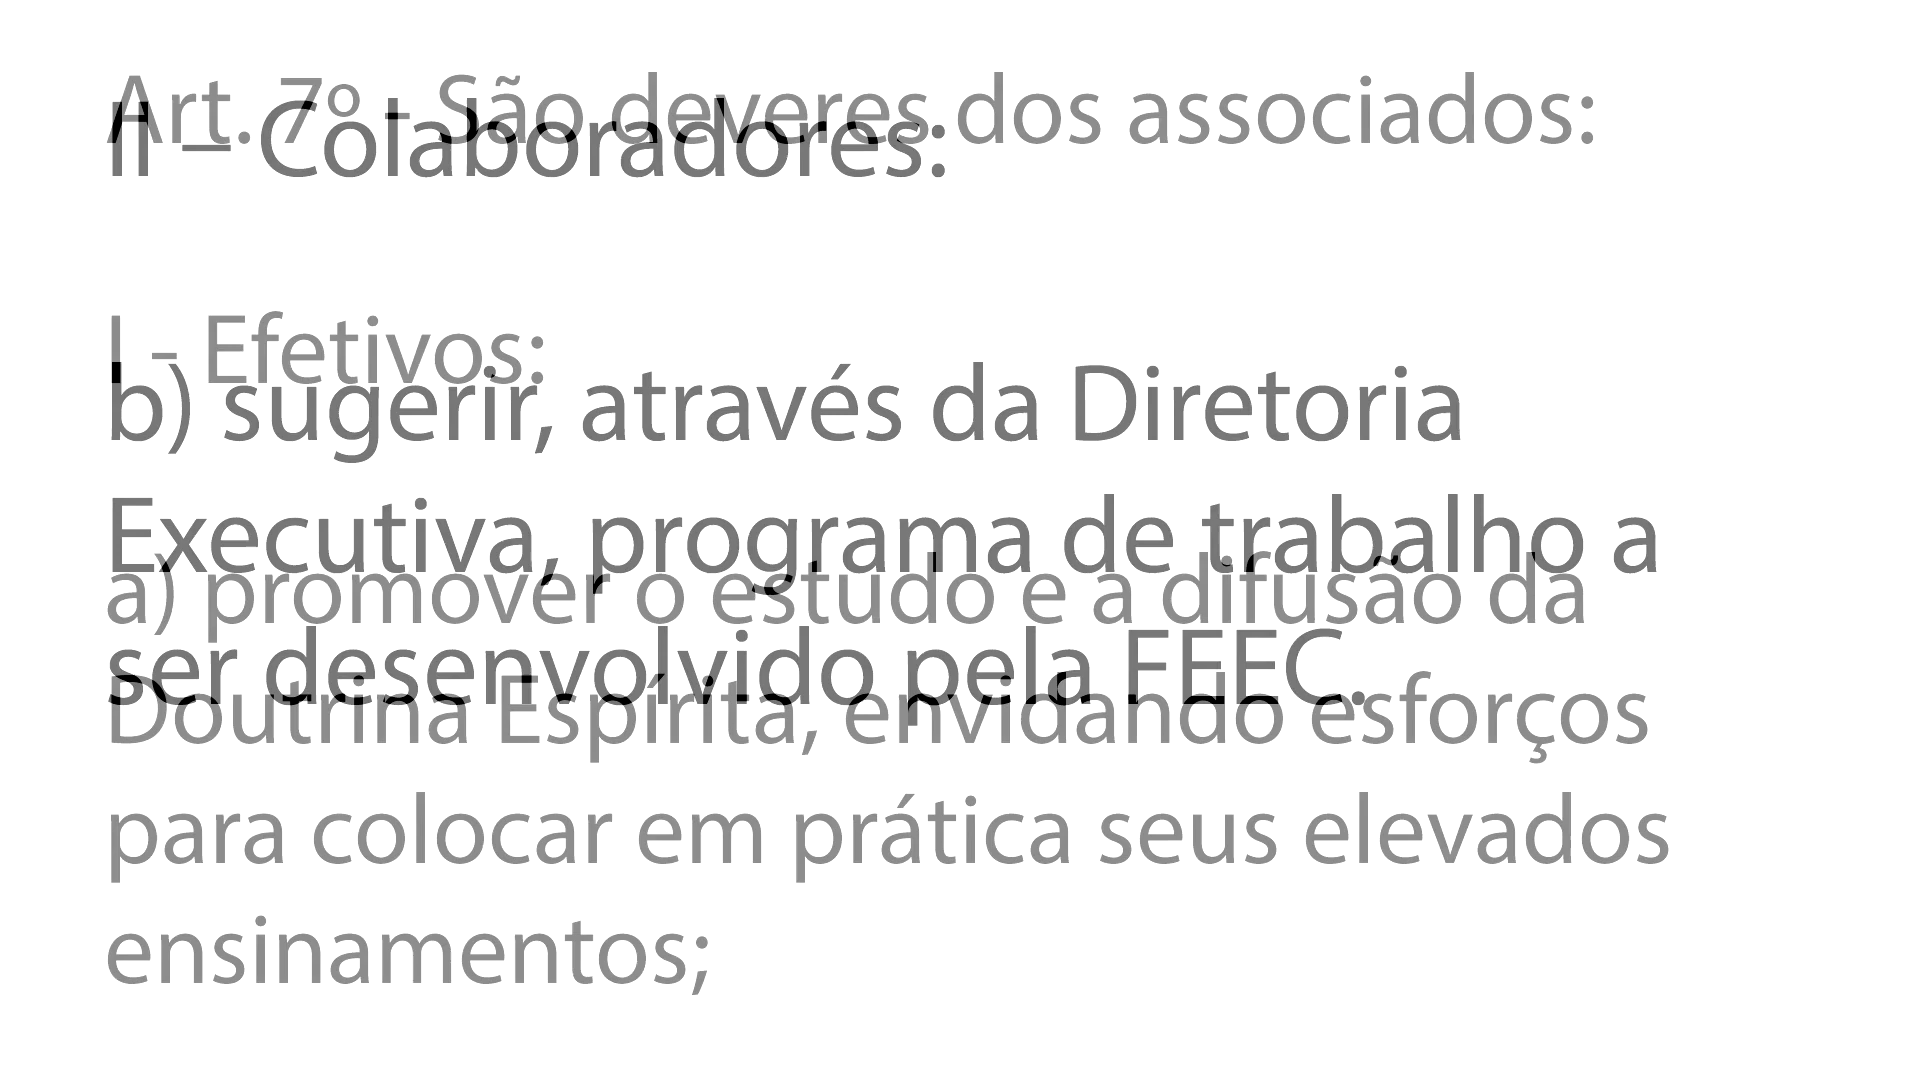 II – Colaboradores:
b) sugerir, através da Diretoria
Executiva, programa de trabalho a
ser desenvolvido pela FEEC.
Art. 7º - São deveres dos associados:
I - Efetivos:
a) promover o estudo e a difusão da
Doutrina Espírita, envidando esforços
para colocar em prática seus elevados
ensinamentos;